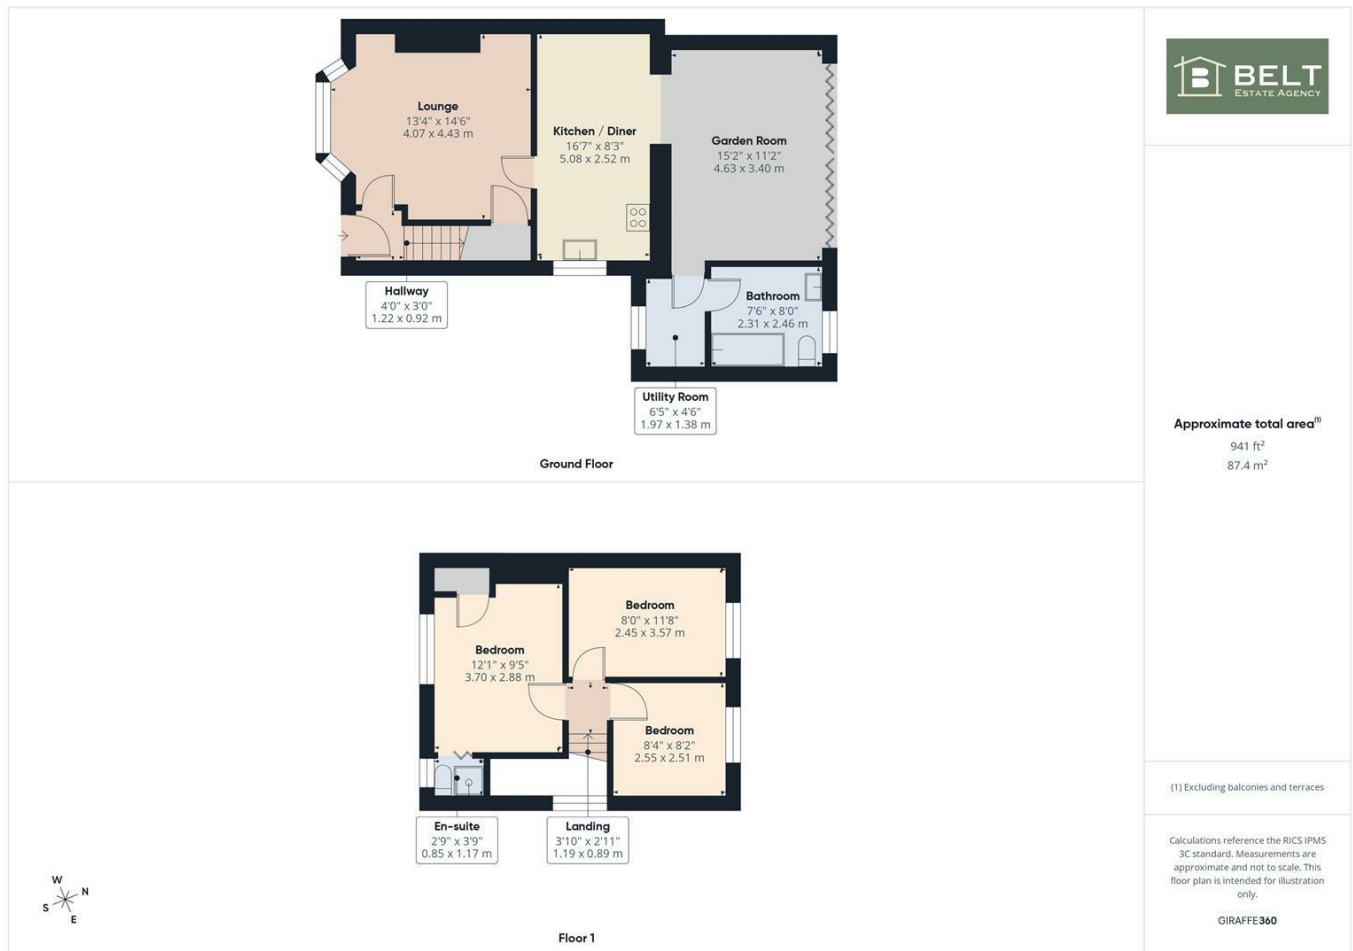 Lounge
13'4" x 14'6"
4.07 x 4.43 m
Kitchen / Diner
16'7" x 8'3"
5.08 x 2.52 m
Garden Room
15'2" x 11'2"
4.63 x 3.40 m
Hallway
4'0" x 3'0"
1.22 x 0.92 m
Bathroom
7'6" x 8'0"
2.31 x 2.46 m
Utility Room
6'5" x 4'6"
1.97 x 1.38 m
Ground Floor
Bedroom
12'1" x 9'5"
3.70 x 2.88 m
Bedroom
8'0" x 11'8"
2.45 x 3.57 m
Bedroom
8'4" x 8'2"
2.55 x 2.51 m
En-suite
2'9" x 3'9"
0.85 x 1.17 m
Landing
3'10" x 2'11"
1.19 x 0.89 m
W
N
S
E
Floor 1
B BELT
ESTATE AGENCY
Approximate total area(1)
941 ft²
87.4 m²
(1) Excluding balconies and terraces
Calculations reference the RICS IPMS
3C standard. Measurements are
approximate and not to scale. This
floor plan is intended for illustration
only.
GIRAFFE360